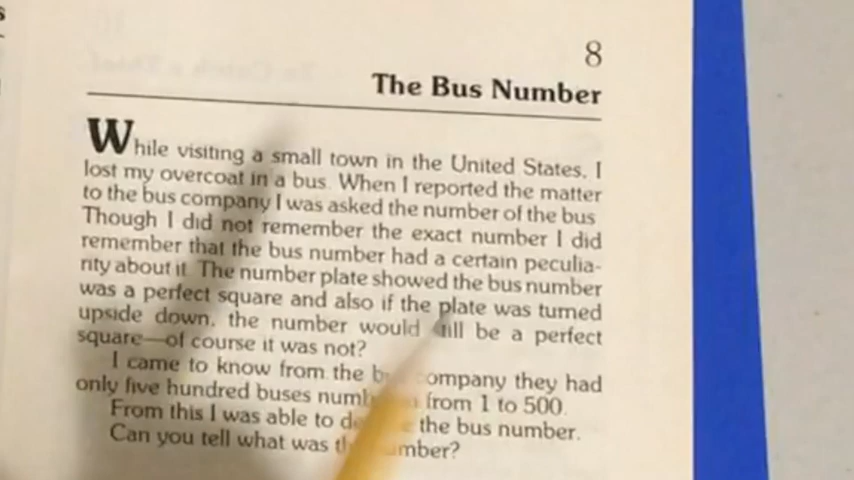 8
The Bus Number
While visiting a small town in the United States, I
lost my overcoat in a bus. When I reported the matter
to the bus company I was asked the number of the bus
Though I did not remember the exact number I did
remember that the bus number had a certain peculia-
rity about it. The number plate showed the bus number
was a perfect square and also if the plate was turned
upside down, the number would still be a perfect
square—of course it was not?
I came to know from the bus company they had
only five hundred buses from 1 to 500.
From this I was able to the bus number.
Can you tell what was the number?